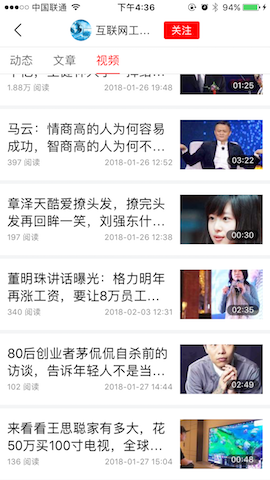 中国联通 下午4:36
互联网工...
关注
动态 文章 视频
1.88万 阅读 2018-01-26 19:48
01:25
马云：情商高的人为何容易
成功，智商高的人为何不...
397 阅读 2018-01-26 12:52
03:22
章泽天酷爱撩头发，撩完头
发再回眸一笑，刘强东什...
199 阅读 2018-01-26 12:38
00:30
董明珠讲话曝光：格力明年
再涨工资，要让8万员工...
340 阅读 2018-02-03 12:31
02:35
80后创业者茅侃侃自杀前的
访谈，告诉年轻人不是当...
102 阅读 2018-01-27 14:44
02:49
来看看王思聪家有多大，花
50万买100寸电视，全球...
136 阅读 2018-01-27 15:04
00:48